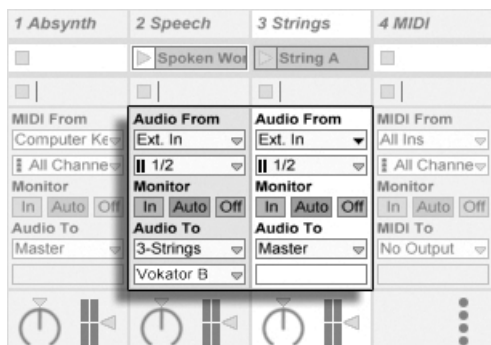 1 Absynth 2 Speech 3 Strings 4 MIDI
Spoken Wor String A
MIDI From Audio From Audio From MIDI From
Computer Ke Ext. In Ext. In All Ins
All Channe 1/2 1/2 All Channe
Monitor Monitor Monitor Monitor
In Auto Off In Auto Off In Auto Off In Auto Off
Audio To Audio To Audio To MIDI To
Master 3-Strings Master No Output
Vokator B